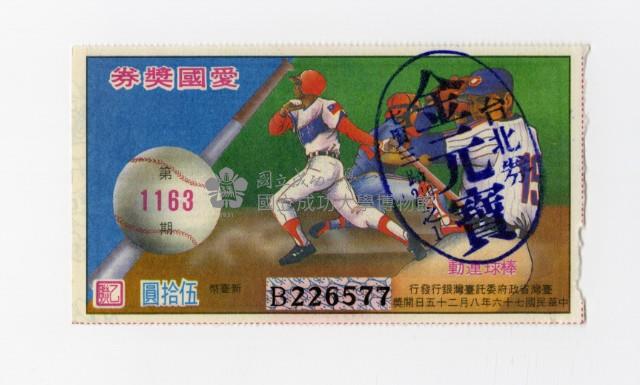 愛國獎券
第
1163
期
金元寶
台北
國立成功大學博物館
1931
棒球運動
新臺幣
伍拾圓
B226577
臺灣省政府委託臺灣銀行發行
中華民國七十六年八月二十五日開獎